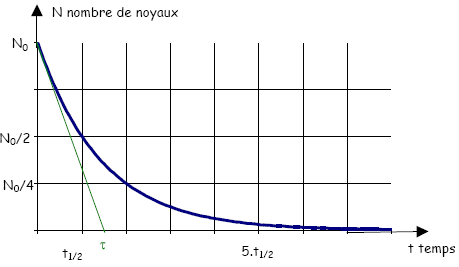 N nombre de noyaux
N₀
N₀/2
N₀/4
t₁/₂
τ
5.t₁/₂
t temps